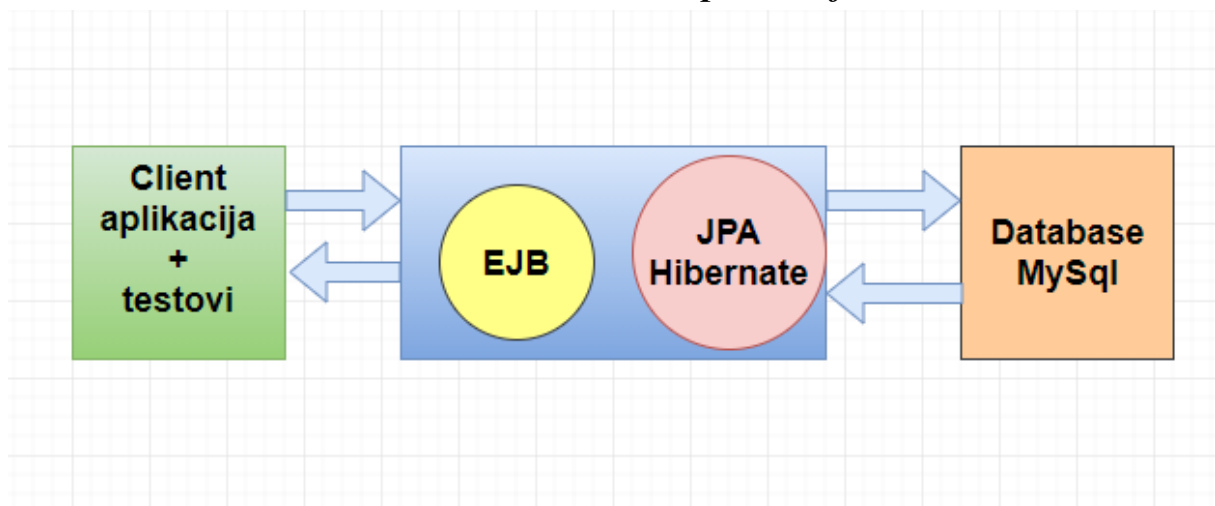 Client
aplikacija
+
testovi
EJB
JPA
Hibernate
Database
MySql